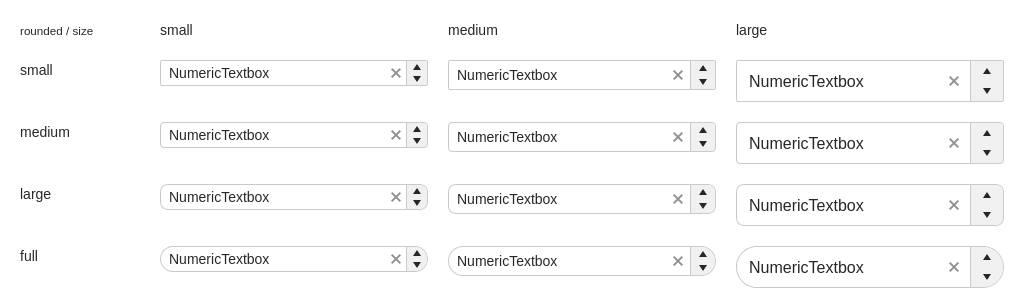 rounded / size small medium large
small NumericTextbox NumericTextbox NumericTextbox
medium NumericTextbox NumericTextbox NumericTextbox
large NumericTextbox NumericTextbox NumericTextbox
full NumericTextbox NumericTextbox NumericTextbox